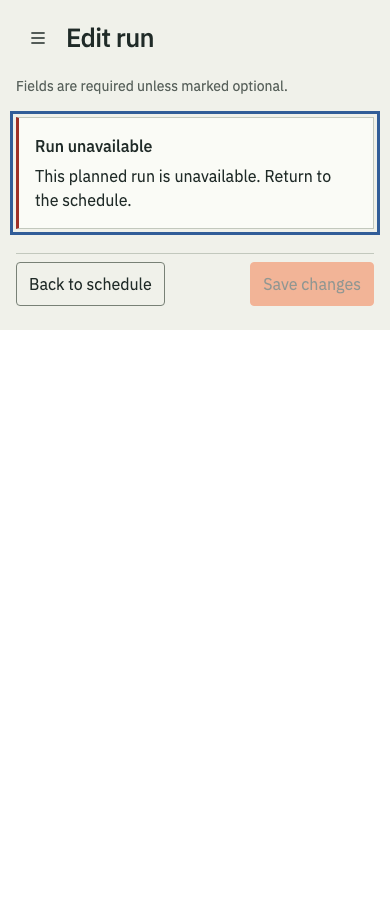 Edit run
Fields are required unless marked optional.
Run unavailable
This planned run is unavailable. Return to
the schedule.
Back to schedule
Save changes